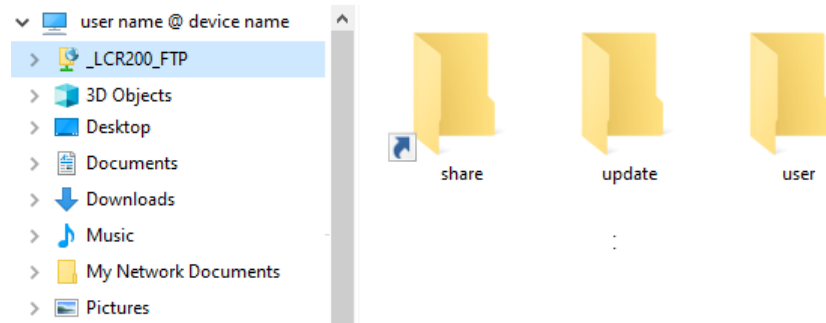 user name @ device name
_LCR200_FTP
3D Objects
Desktop
Documents
Downloads
Music
My Network Documents
Pictures
share
update
user
: